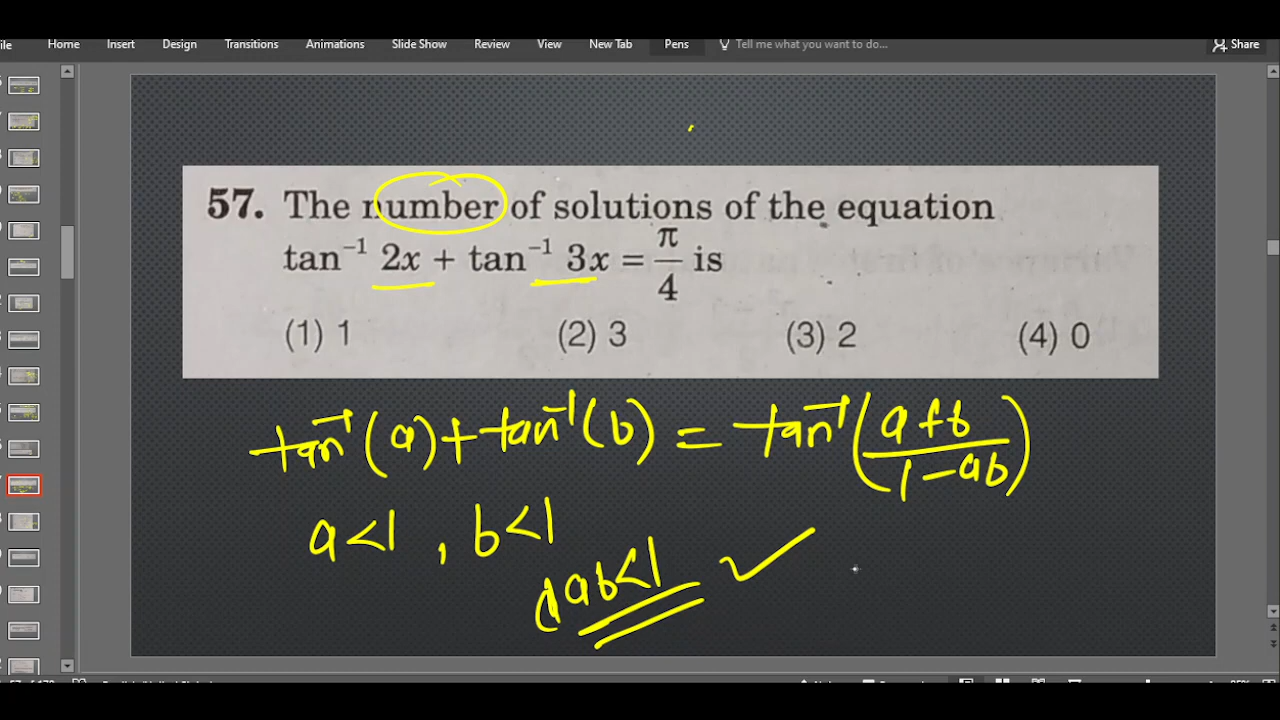 File Home Insert Design Transitions Animations Slide Show Review View New Tab Pens Tell me what you want to do... Share
57. The number of solutions of the equation
tan⁻¹ 2x + tan⁻¹ 3x = π/4 is
(1) 1 (2) 3 (3) 2 (4) 0
tan⁻¹(a)+tan⁻¹(b) = tan⁻¹(a+b/1-ab)
a<1, b<1
ab<1